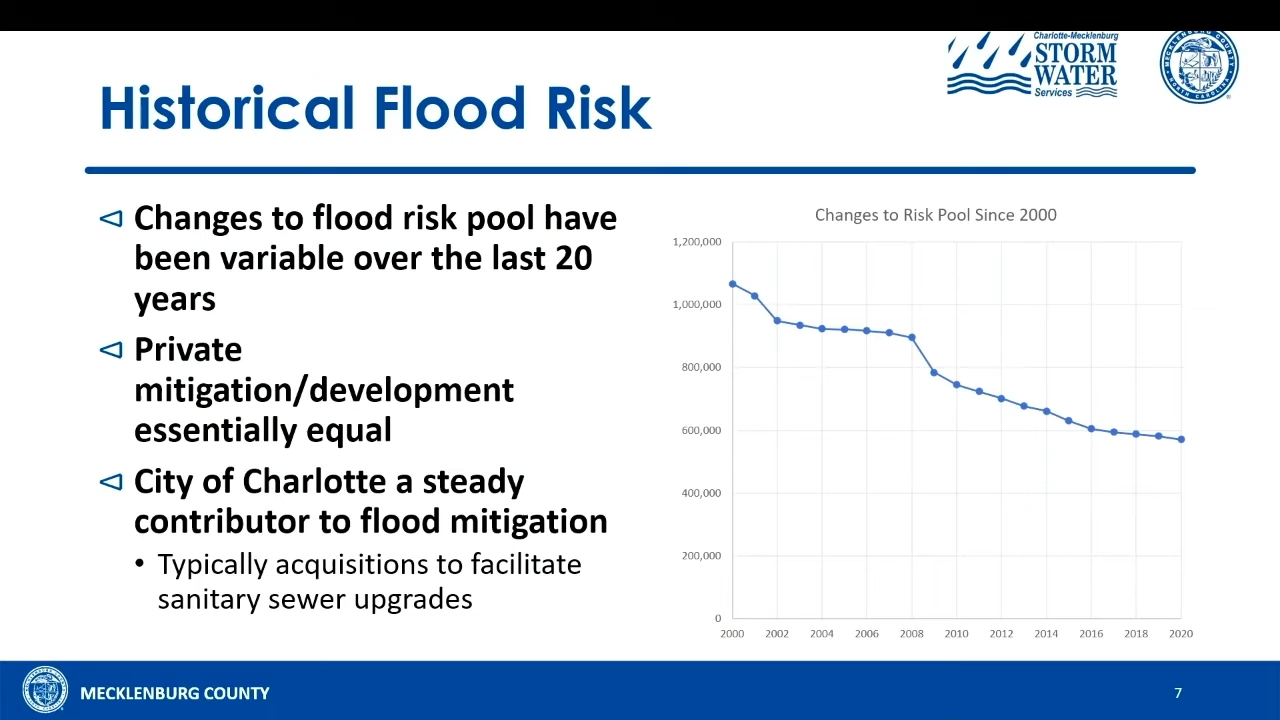 Charlotte-Mecklenburg
STORM
WATER
Services
MECKLENBURG COUNTY
NORTH CAROLINA
Historical Flood Risk
Changes to flood risk pool have
been variable over the last 20
years
Private
mitigation/development
essentially equal
City of Charlotte a steady
contributor to flood mitigation
• Typically acquisitions to facilitate
sanitary sewer upgrades
Changes to Risk Pool Since 2000
1,200,000
1,000,000
800,000
600,000
400,000
200,000
0
2000 2002 2004 2006 2008 2010 2012 2014 2016 2018 2020
MECKLENBURG COUNTY
7